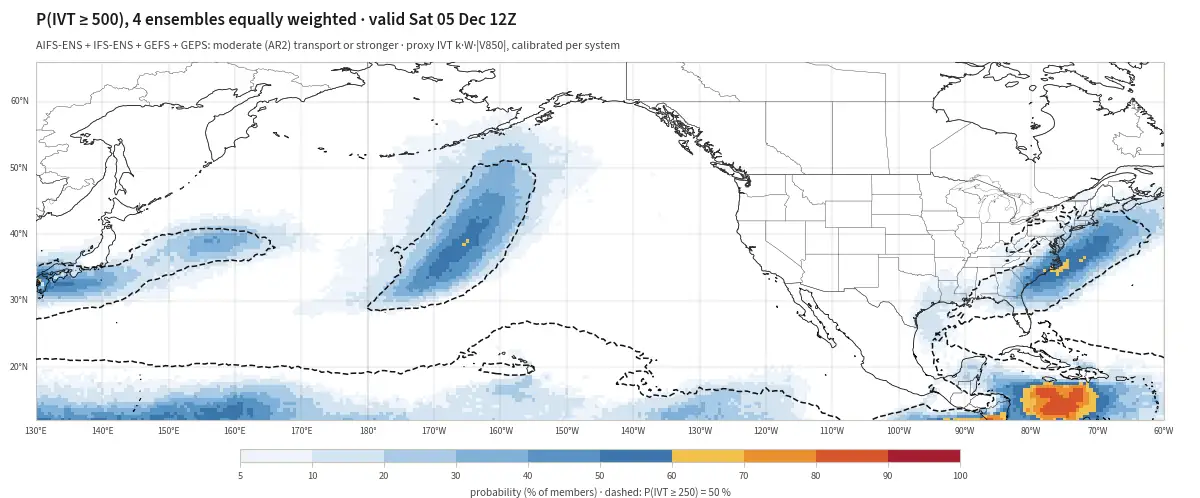 P(IVT ≥ 500), 4 ensembles equally weighted · valid Sat 05 Dec 12Z
AIFS-ENS + IFS-ENS + GEFS + GEPS: moderate (AR2) transport or stronger · proxy IVT k·W·|V850|, calibrated per system
60°N
50°N
40°N
30°N
20°N
130°E 140°E 150°E 160°E 170°E 180° 170°W 160°W 150°W 140°W 130°W 120°W 110°W 100°W 90°W 80°W 70°W 60°W
5 10 20 30 40 50 60 70 80 90 100
probability (% of members) · dashed: P(IVT ≥ 250) = 50 %